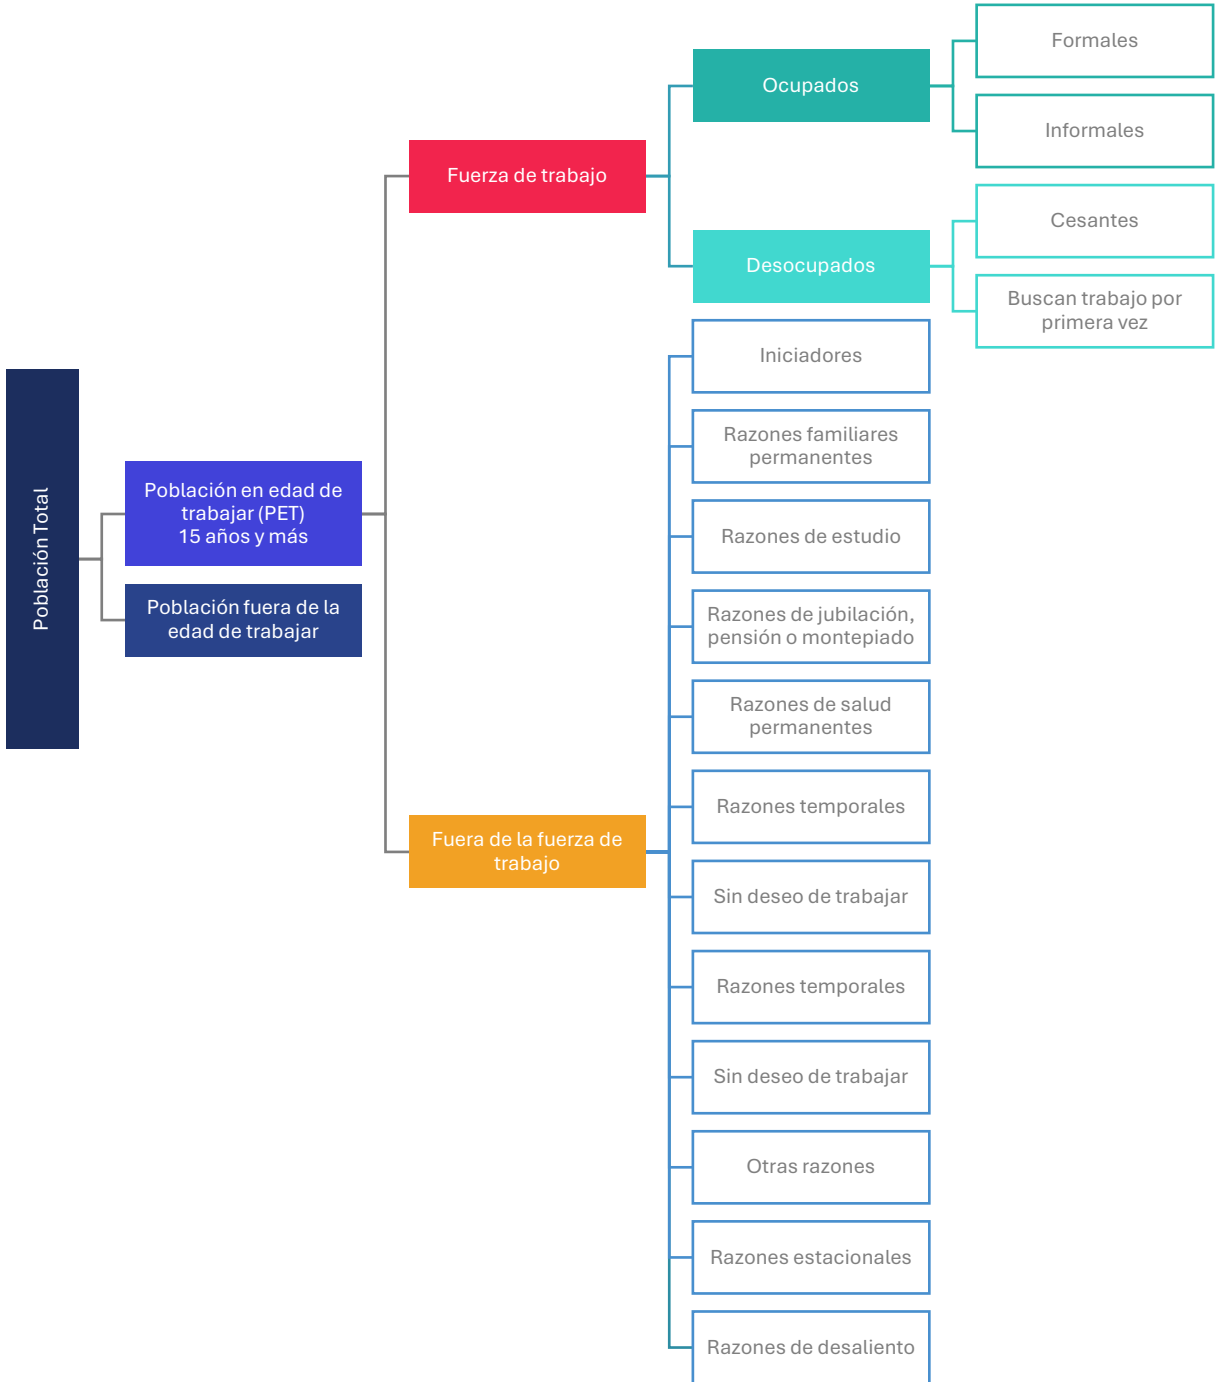 Población Total
Población en edad de
trabajar (PET)
15 años y más
Población fuera de la
edad de trabajar
Fuerza de trabajo
Fuera de la fuerza de
trabajo
Ocupados
Desocupados
Formales
Informales
Cesantes
Buscan trabajo por
primera vez
Iniciadores
Razones familiares
permanentes
Razones de estudio
Razones de jubilación,
pensión o montepiado
Razones de salud
permanentes
Razones temporales
Sin deseo de trabajar
Razones temporales
Sin deseo de trabajar
Otras razones
Razones estacionales
Razones de desaliento